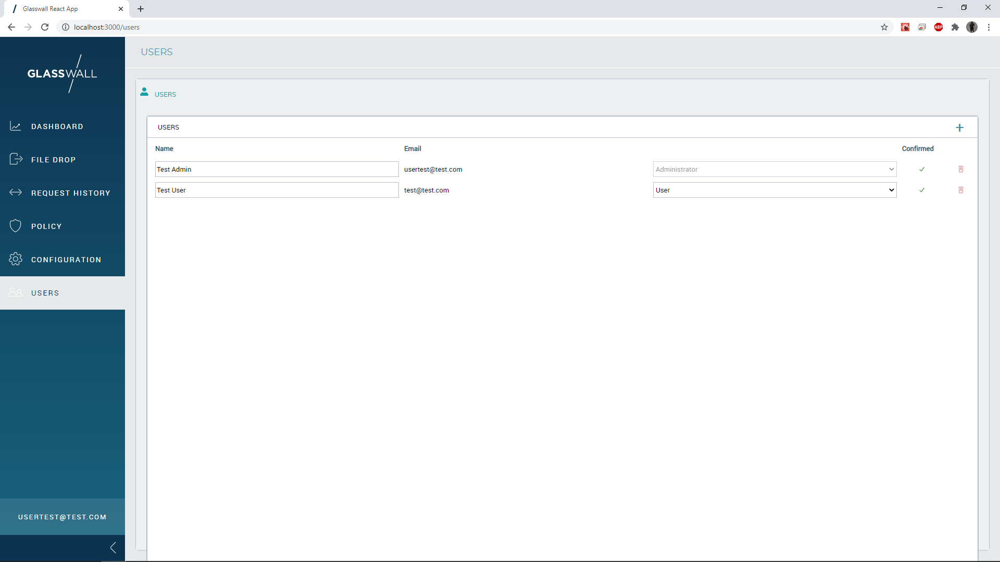 Glasswall React App
localhost:3000/users
ABP
GLASSWALL
DASHBOARD
FILE DROP
REQUEST HISTORY
POLICY
CONFIGURATION
USERS
USERTEST@TEST.COM
USERS
USERS
USERS
Name Email Confirmed
Test Admin usertest@test.com Administrator
Test User test@test.com User